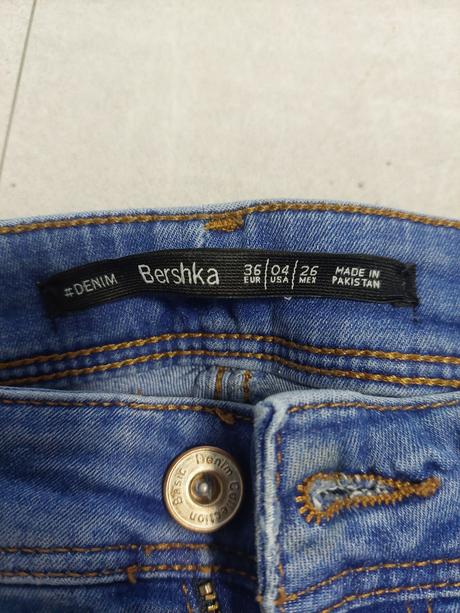 #DENIM Bershka 36 EUR 04 USA 26 MEX MADE IN PAKISTAN
Basic Denim Collection